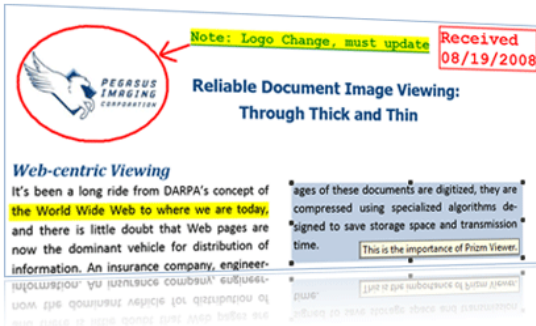 Note: Logo Change, must update
Received
08/19/2008
PEGASUS
IMAGING
CORPORATION
Reliable Document Image Viewing:
Through Thick and Thin
Web-centric Viewing
It's been a long ride from DARPA's concept of
the World Wide Web to where we are today,
and there is little doubt that Web pages are
now the dominant vehicle for distribution of
information. An insurance company, engineer-
ages of these documents are digitized, they are
compressed using specialized algorithms de-
signed to save storage space and transmission
time.
This is the importance of Prizm Viewer.